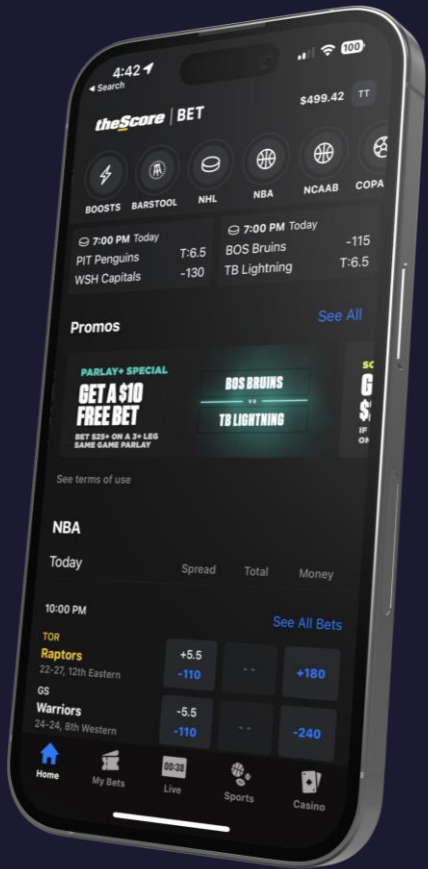 4:42
100
◀ Search
theScore | BET
$499.42 TT
BOOSTS BARSTOOL NHL NBA NCAAB COPA
7:00 PM Today
PIT Penguins T:6.5
WSH Capitals -130
7:00 PM Today
BOS Bruins -115
TB Lightning T:6.5
Promos See All
PARLAY+ SPECIAL
GET A $10
FREE BET
BET $25+ ON A 3+ LEG
SAME GAME PARLAY
BOS BRUINS
VS
TB LIGHTNING
See terms of use
NBA
Today Spread Total Money
10:00 PM See All Bets
TOR
Raptors
22-27, 12th Eastern
+5.5
-110
- -
+180
GS
Warriors
24-24, 8th Western
-5.5
-110
- -
-240
00:38
Home My Bets Live Sports Casino